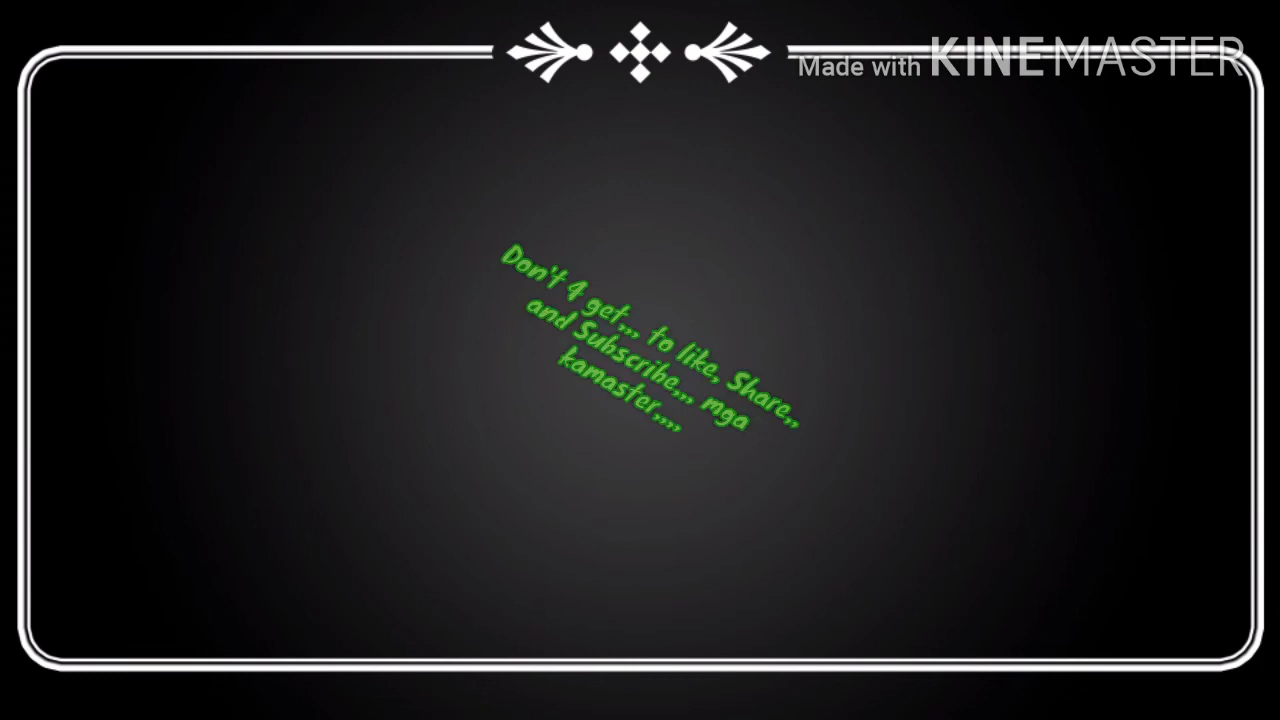 Made with KINEMASTER
Don't 4 get,,, to like, Share,,
and Subscribe,,, mga
kamaster,,,,